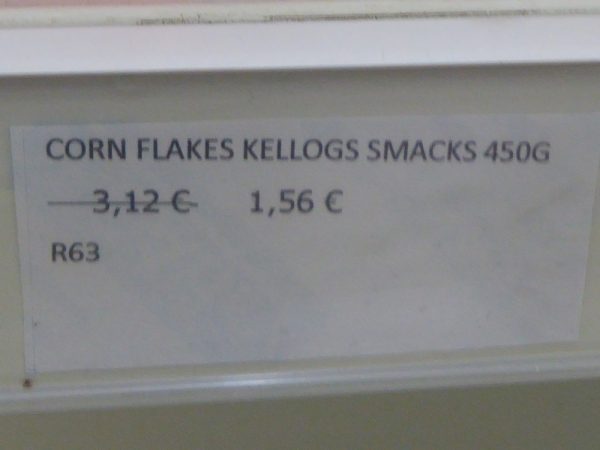 CORN FLAKES KELLOGS SMACKS 450G
3,12 € 1,56 €
R63